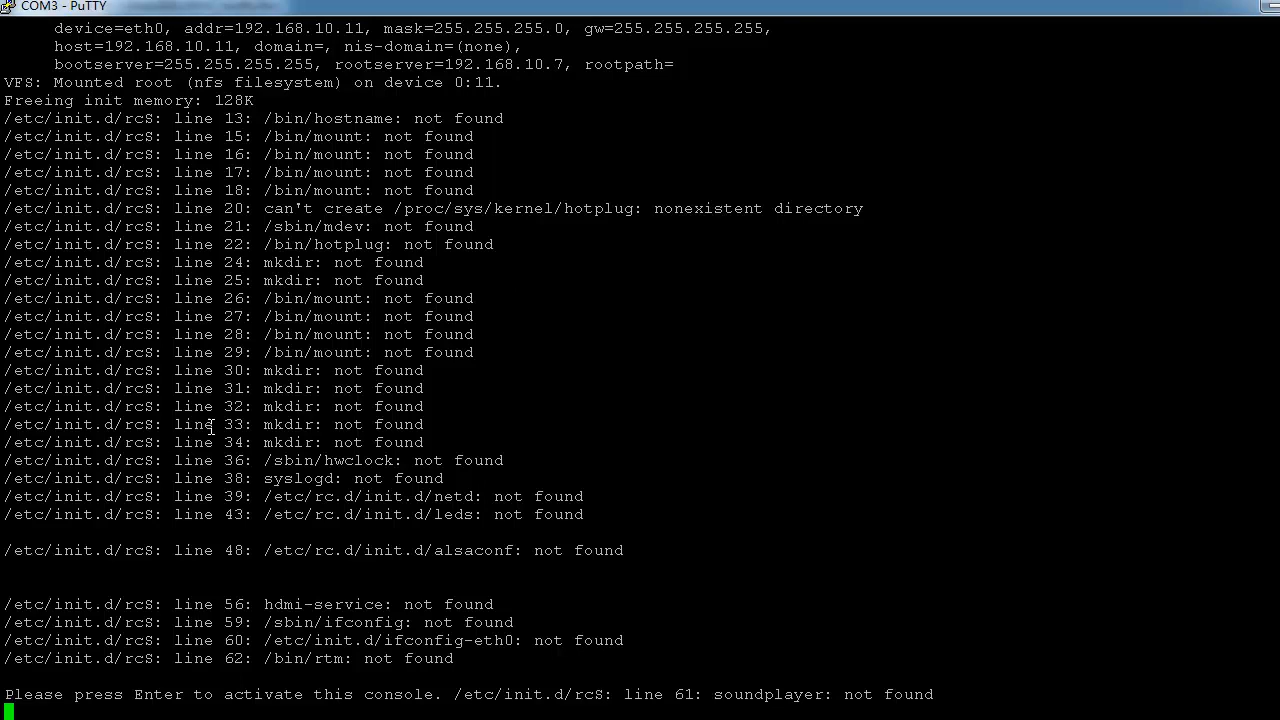 COM3 - PuTTY
device=eth0, addr=192.168.10.11, mask=255.255.255.0, gw=255.255.255.255,
host=192.168.10.11, domain=, nis-domain=(none),
bootserver=255.255.255.255, rootserver=192.168.10.7, rootpath=
VFS: Mounted root (nfs filesystem) on device 0:11.
Freeing init memory: 128K
/etc/init.d/rcS: line 13: /bin/hostname: not found
/etc/init.d/rcS: line 15: /bin/mount: not found
/etc/init.d/rcS: line 16: /bin/mount: not found
/etc/init.d/rcS: line 17: /bin/mount: not found
/etc/init.d/rcS: line 18: /bin/mount: not found
/etc/init.d/rcS: line 20: can't create /proc/sys/kernel/hotplug: nonexistent directory
/etc/init.d/rcS: line 21: /sbin/mdev: not found
/etc/init.d/rcS: line 22: /bin/hotplug: not found
/etc/init.d/rcS: line 24: mkdir: not found
/etc/init.d/rcS: line 25: mkdir: not found
/etc/init.d/rcS: line 26: /bin/mount: not found
/etc/init.d/rcS: line 27: /bin/mount: not found
/etc/init.d/rcS: line 28: /bin/mount: not found
/etc/init.d/rcS: line 29: /bin/mount: not found
/etc/init.d/rcS: line 30: mkdir: not found
/etc/init.d/rcS: line 31: mkdir: not found
/etc/init.d/rcS: line 32: mkdir: not found
/etc/init.d/rcS: line 33: mkdir: not found
/etc/init.d/rcS: line 34: mkdir: not found
/etc/init.d/rcS: line 36: /sbin/hwclock: not found
/etc/init.d/rcS: line 38: syslogd: not found
/etc/init.d/rcS: line 39: /etc/rc.d/init.d/netd: not found
/etc/init.d/rcS: line 43: /etc/rc.d/init.d/leds: not found
/etc/init.d/rcS: line 48: /etc/rc.d/init.d/alsaconf: not found
/etc/init.d/rcS: line 56: hdmi-service: not found
/etc/init.d/rcS: line 59: /sbin/ifconfig: not found
/etc/init.d/rcS: line 60: /etc/init.d/ifconfig-eth0: not found
/etc/init.d/rcS: line 62: /bin/rtm: not found
Please press Enter to activate this console. /etc/init.d/rcS: line 61: soundplayer: not found